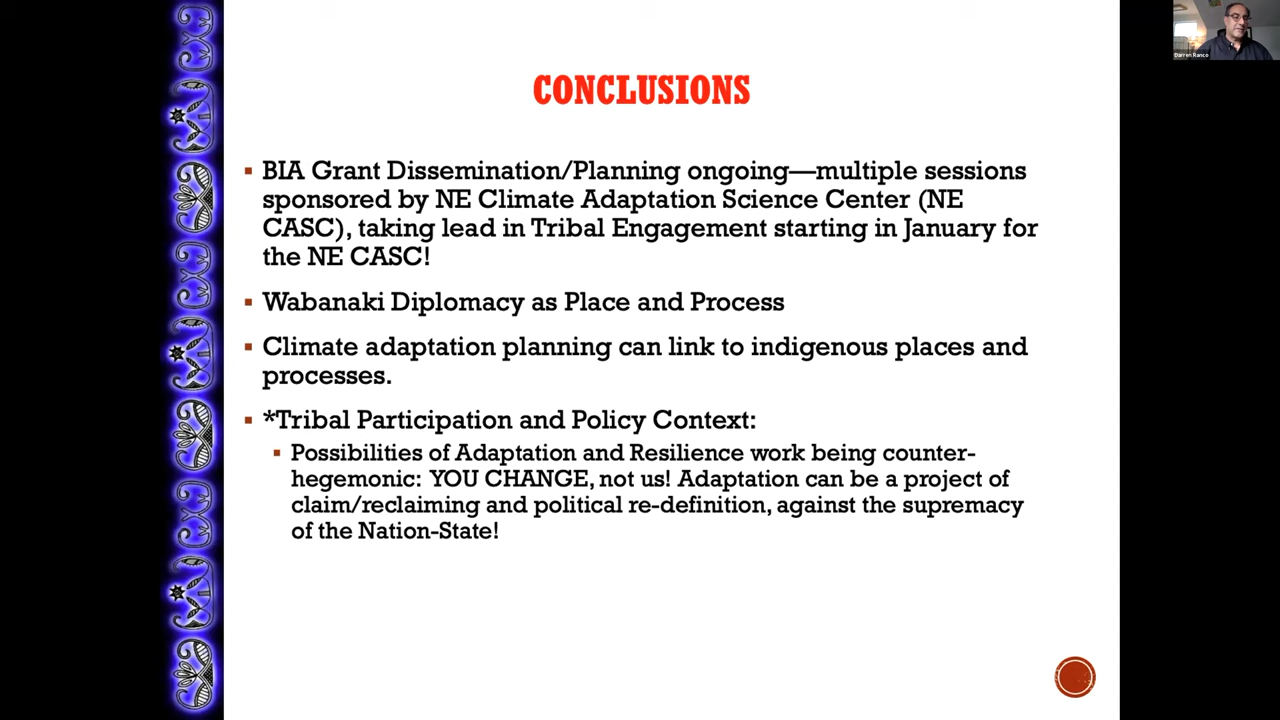 CONCLUSIONS
BIA Grant Dissemination/Planning ongoing—multiple sessions
sponsored by NE Climate Adaptation Science Center (NE
CASC), taking lead in Tribal Engagement starting in January for
the NE CASC!
Wabanaki Diplomacy as Place and Process
Climate adaptation planning can link to indigenous places and
processes.
*Tribal Participation and Policy Context:
Possibilities of Adaptation and Resilience work being counter-
hegemonic: YOU CHANGE, not us! Adaptation can be a project of
claim/reclaiming and political re-definition, against the supremacy
of the Nation-State!
Darren Ranco